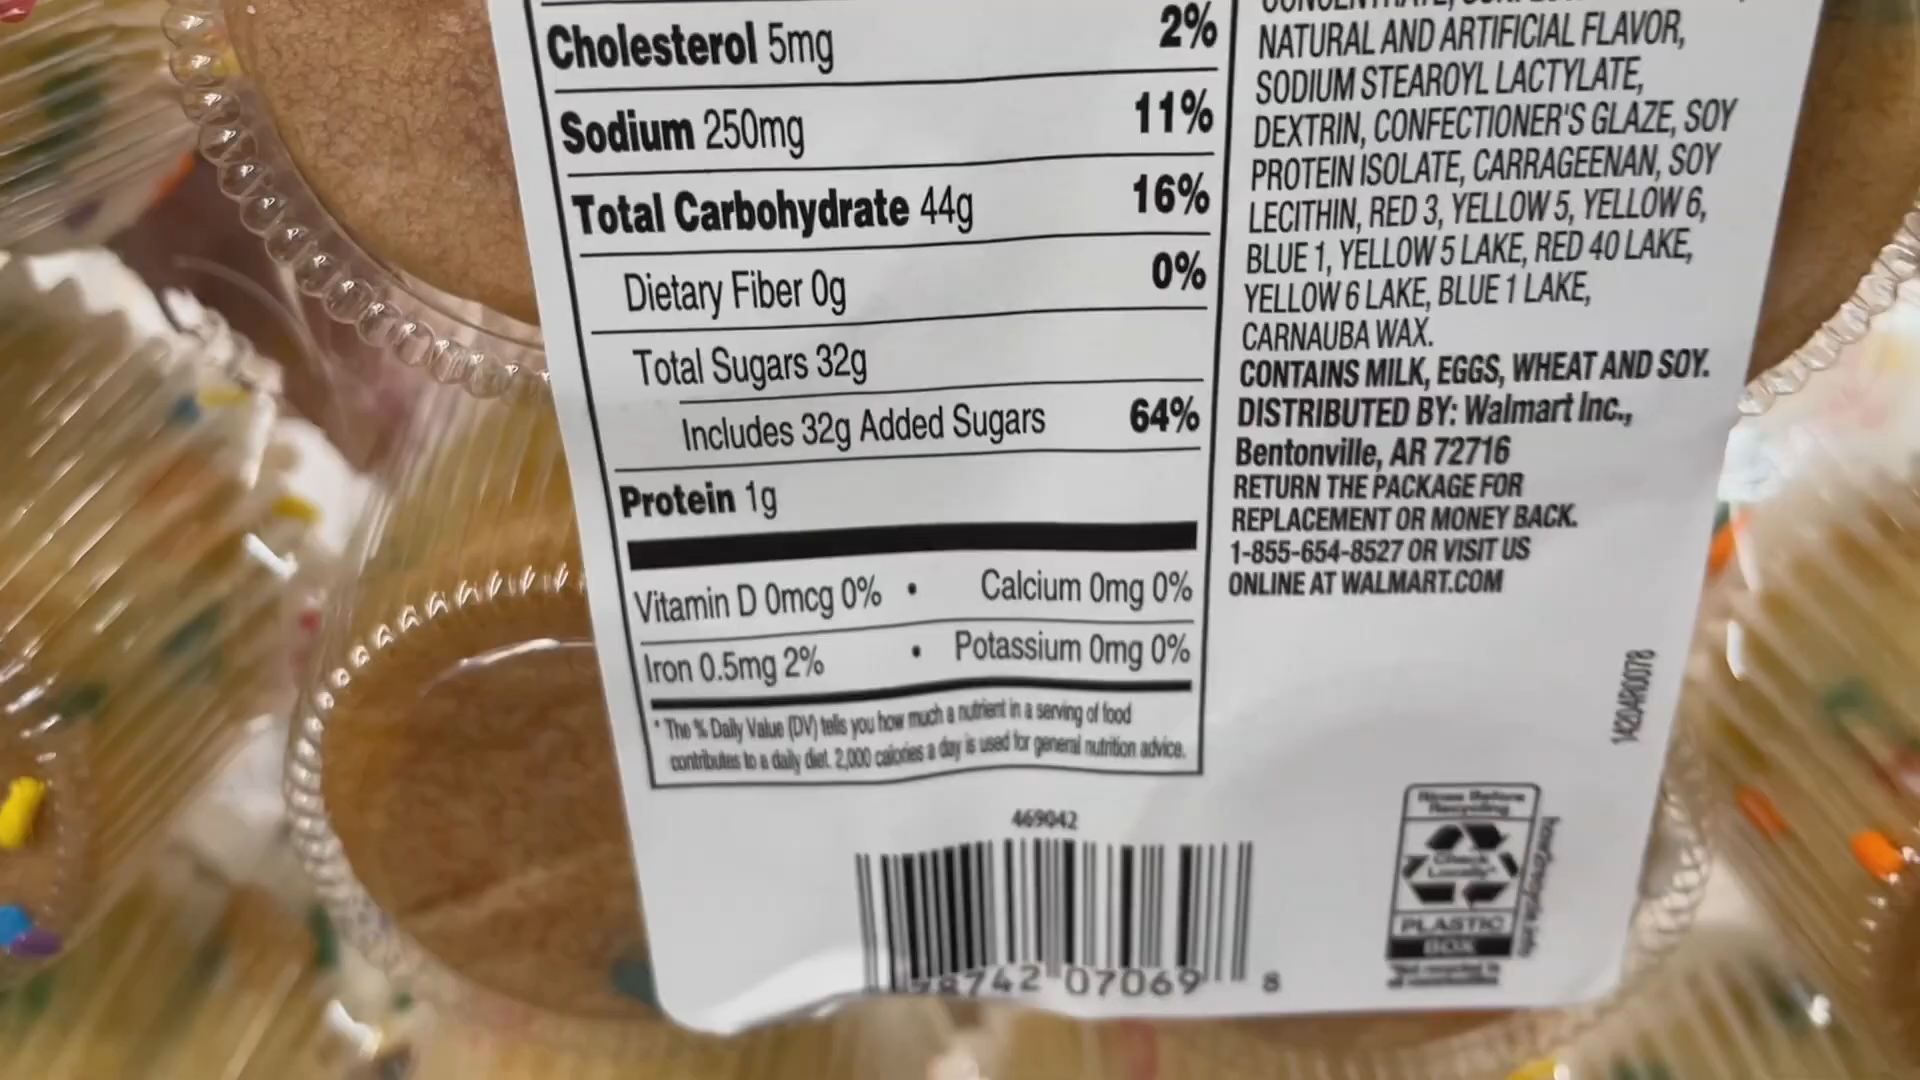 Cholesterol 5mg 2%
Sodium 250mg 11%
Total Carbohydrate 44g 16%
Dietary Fiber 0g 0%
Total Sugars 32g
Includes 32g Added Sugars 64%
Protein 1g
Vitamin D 0mcg 0% • Calcium 0mg 0%
Iron 0.5mg 2% • Potassium 0mg 0%
* The % Daily Value (DV) tells you how much a nutrient in a serving of food
contributes to a daily diet. 2,000 calories a day is used for general nutrition advice.
NATURAL AND ARTIFICIAL FLAVOR,
SODIUM STEAROYL LACTYLATE,
DEXTRIN, CONFECTIONER'S GLAZE, SOY
PROTEIN ISOLATE, CARRAGEENAN, SOY
LECITHIN, RED 3, YELLOW 5, YELLOW 6,
BLUE 1, YELLOW 5 LAKE, RED 40 LAKE,
YELLOW 6 LAKE, BLUE 1 LAKE,
CARNAUBA WAX.
CONTAINS MILK, EGGS, WHEAT AND SOY.
DISTRIBUTED BY: Walmart Inc.,
Bentonville, AR 72716
RETURN THE PACKAGE FOR
REPLACEMENT OR MONEY BACK.
1-855-654-8527 OR VISIT US
ONLINE AT WALMART.COM
1420AR0078
469042
78742 07069 8
Rinse Before
Recycling
Check
Locally*
PLASTIC
BOX
how2recycle.info